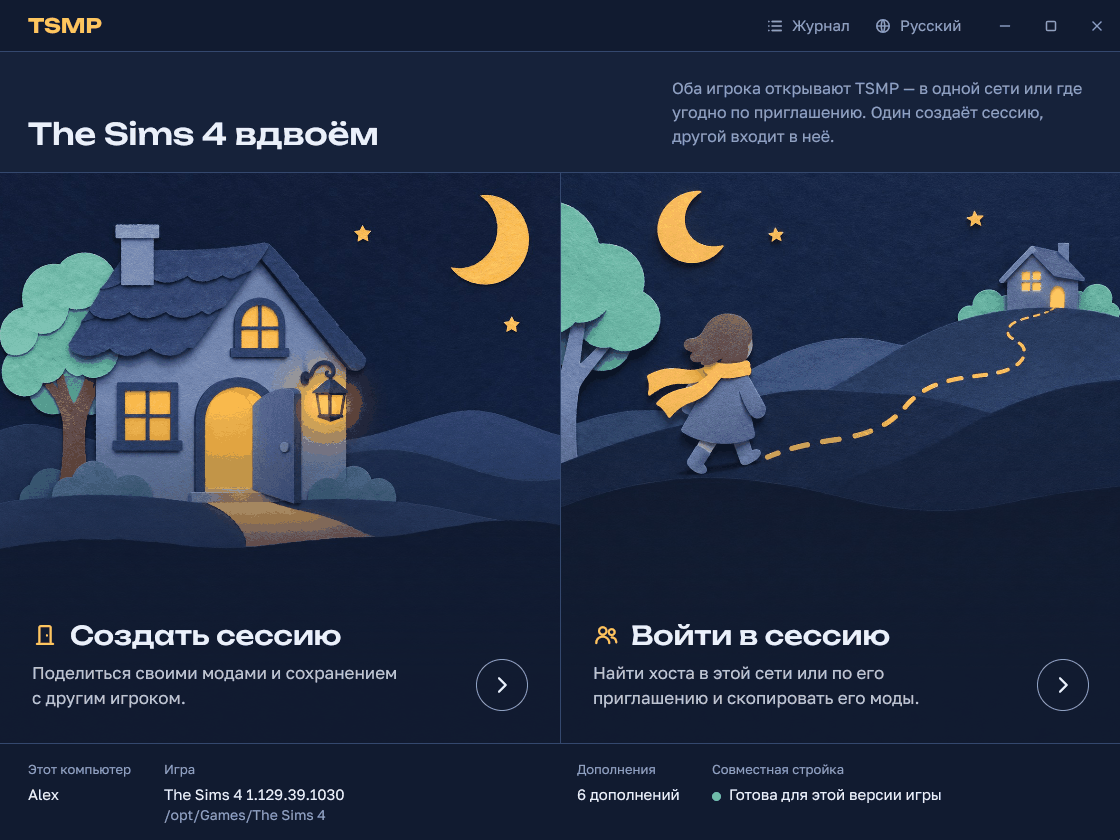 TSMP
Журнал
Русский
The Sims 4 вдвоём
Оба игрока открывают TSMP — в одной сети или где
угодно по приглашению. Один создаёт сессию,
другой входит в неё.
Создать сессию
Поделиться своими модами и сохранением
с другим игроком.
Войти в сессию
Найти хоста в этой сети или по его
приглашению и скопировать его моды.
Этот компьютер
Alex
Игра
The Sims 4 1.129.39.1030
/opt/Games/The Sims 4
Дополнения
6 дополнений
Совместная стройка
Готова для этой версии игры